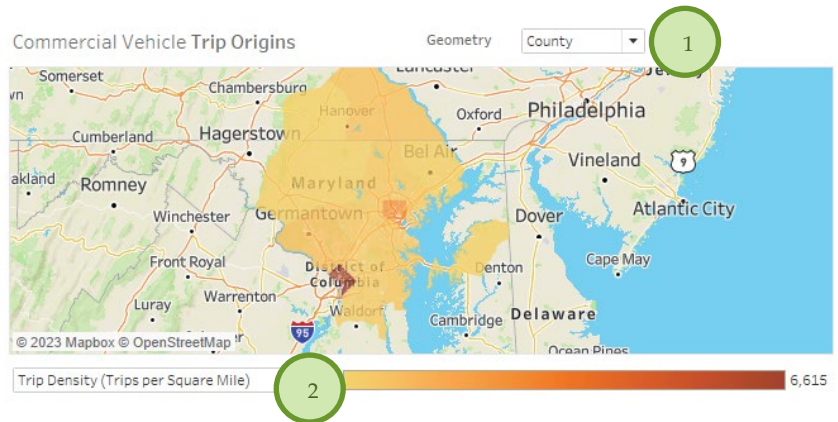 Commercial Vehicle Trip Origins
Geometry
County
1
Somerset
Chambersburg
Hanover
Oxford
Philadelphia
Cumberland
Hagerstown
Bel Air
Vineland
9
akland
Romney
Maryland
Winchester
Germantown
Dover
Atlantic City
Front Royal
District of
Columbia
Denton
Cape May
Luray
Warrenton
Waldorf
Cambridge
Delaware
95
© 2023 Mapbox © OpenStreetMap
Ocean Pines
Trip Density (Trips per Square Mile)
2
6,615